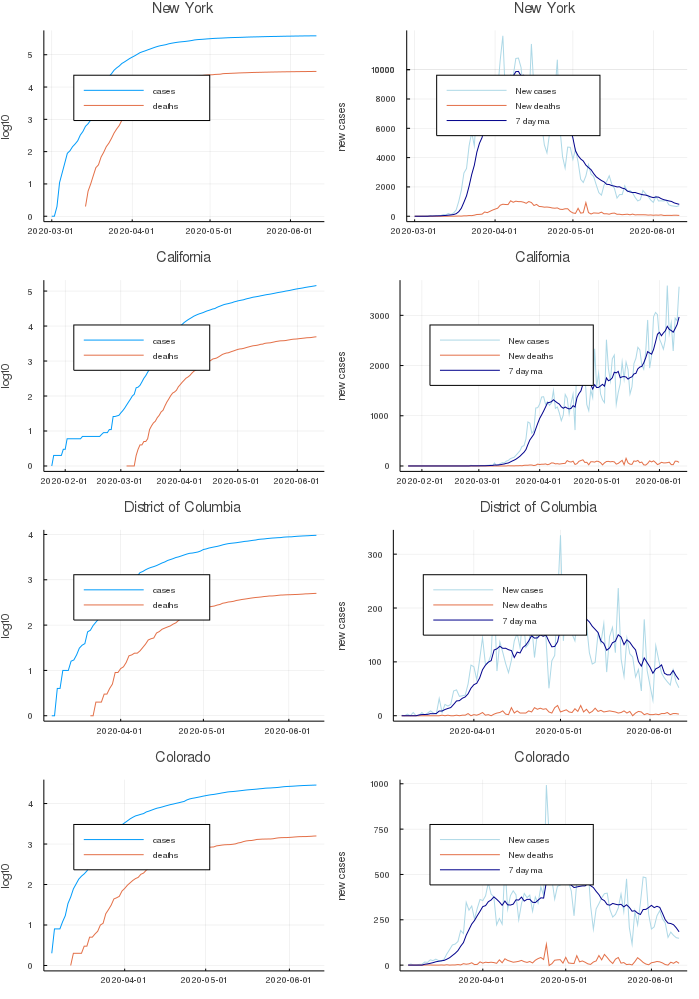 New York
New York
log10
5
4
3
2
1
0
cases
deaths
2020-03-01
2020-04-01
2020-05-01
2020-06-01
new cases
10000
8000
6000
4000
2000
0
New cases
New deaths
7 day ma
2020-03-01
2020-04-01
2020-05-01
2020-06-01
California
California
log10
5
4
3
2
1
0
cases
deaths
2020-02-01
2020-03-01
2020-04-01
2020-05-01
2020-06-01
new cases
3000
2000
1000
0
New cases
New deaths
7 day ma
2020-02-01
2020-03-01
2020-04-01
2020-05-01
2020-06-01
District of Columbia
District of Columbia
log10
4
3
2
1
0
cases
deaths
2020-04-01
2020-05-01
2020-06-01
new cases
300
200
100
0
New cases
New deaths
7 day ma
2020-04-01
2020-05-01
2020-06-01
Colorado
Colorado
log10
4
3
2
1
0
cases
deaths
2020-04-01
2020-05-01
2020-06-01
new cases
1000
750
500
250
0
New cases
New deaths
7 day ma
2020-04-01
2020-05-01
2020-06-01